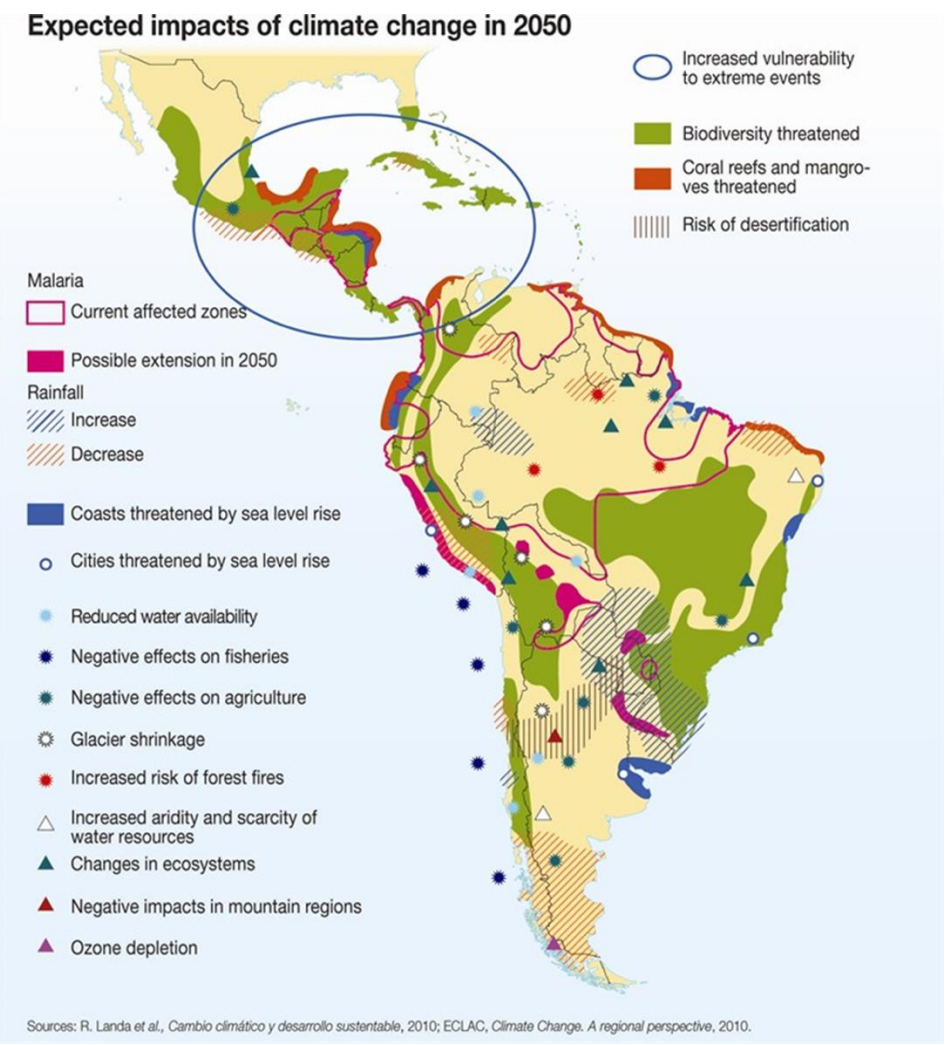 Expected impacts of climate change in 2050
Increased vulnerability
to extreme events
Biodiversity threatened
Coral reefs and mangro-
ves threatened
Risk of desertification
Malaria
Current affected zones
Possible extension in 2050
Rainfall
Increase
Decrease
Coasts threatened by sea level rise
Cities threatened by sea level rise
Reduced water availability
Negative effects on fisheries
Negative effects on agriculture
Glacier shrinkage
Increased risk of forest fires
Increased aridity and scarcity of
water resources
Changes in ecosystems
Negative impacts in mountain regions
Ozone depletion
Sources: R. Landa et al., Cambio climático y desarrollo sustentable, 2010; ECLAC, Climate Change. A regional perspective, 2010.